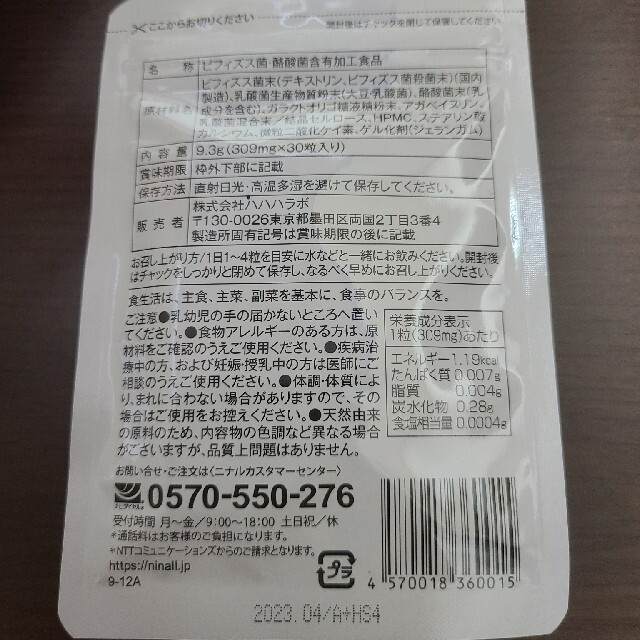 ここからお切りください
開封後はチャックを閉じて保管してください
名 称 ビフィズス菌・酪酸菌含有加工食品
原材料名 ビフィズス菌末(デキストリン、ビフィズス菌殺菌末)(国内
製造)、乳酸菌生産物質粉末(大豆・乳酸菌)、酪酸菌末(乳
成分を含む)、ガラクトオリゴ糖液糖粉末、アガベイヌリン、
乳酸菌混合末/結晶セルロース、HPMC、ステアリン酸
カルシウム、微粒二酸化ケイ素、ゲル化剤(ジェランガム)
内容量 9.3g(309mg×30粒入り)
賞味期限 枠外下部に記載
保存方法 直射日光・高温多湿を避けて保存してください。
販売者 株式会社ハハハラボ
〒130-0026東京都墨田区両国2丁目3番4
製造所固有記号は賞味期限の後に記載
お召し上がり方/1日1~4粒を目安に水などと一緒にお飲みください。開封後
はチャックをしっかりと閉めて保存し、なるべく早めにお召し上がりください。
食生活は、主食、主菜、副菜を基本に、食事のバランスを。
ご注意●乳幼児の手の届かないところへ置い
てください。●食物アレルギーのある方は、原
材料をご確認のうえご使用ください。●疾病治
療中の方、および妊娠・授乳中の方は医師にご
相談のうえご使用ください。●体調・体質によ
り、まれに合わない場合がありますので、その
場合はご使用をお控えください。●天然由来
の原料のため、内容物の色調など異なる場合
がございますが、品質上問題はありません。
栄養成分表示
1粒(309mg)あたり
エネルギー 1.19kcal
たんぱく質 0.007g
脂質 0.004g
炭水化物 0.28g
食塩相当量 0.0004g
お問い合せ・ご注文は〈ニナルカスタマーセンター〉
ナビダイヤル 0570-550-276
受付時間 月~金/9:00~18:00 土日祝/休
*通話料はお客様のご負担になります。
*NTTコミュニケーションズからのご請求となります。
https://ninall.jp
9-12A
プラ
4 570018 360015
2023.04/A+HS4